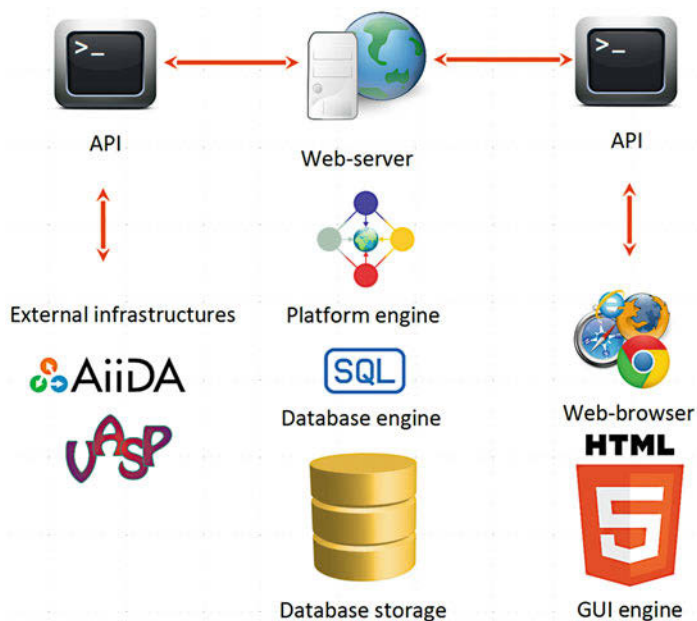 >_
>_
API
Web-server
API
External infrastructures
Platform engine
AiiDA
SQL
VASP
Database engine
Web-browser
HTML
5
Database storage
GUI engine